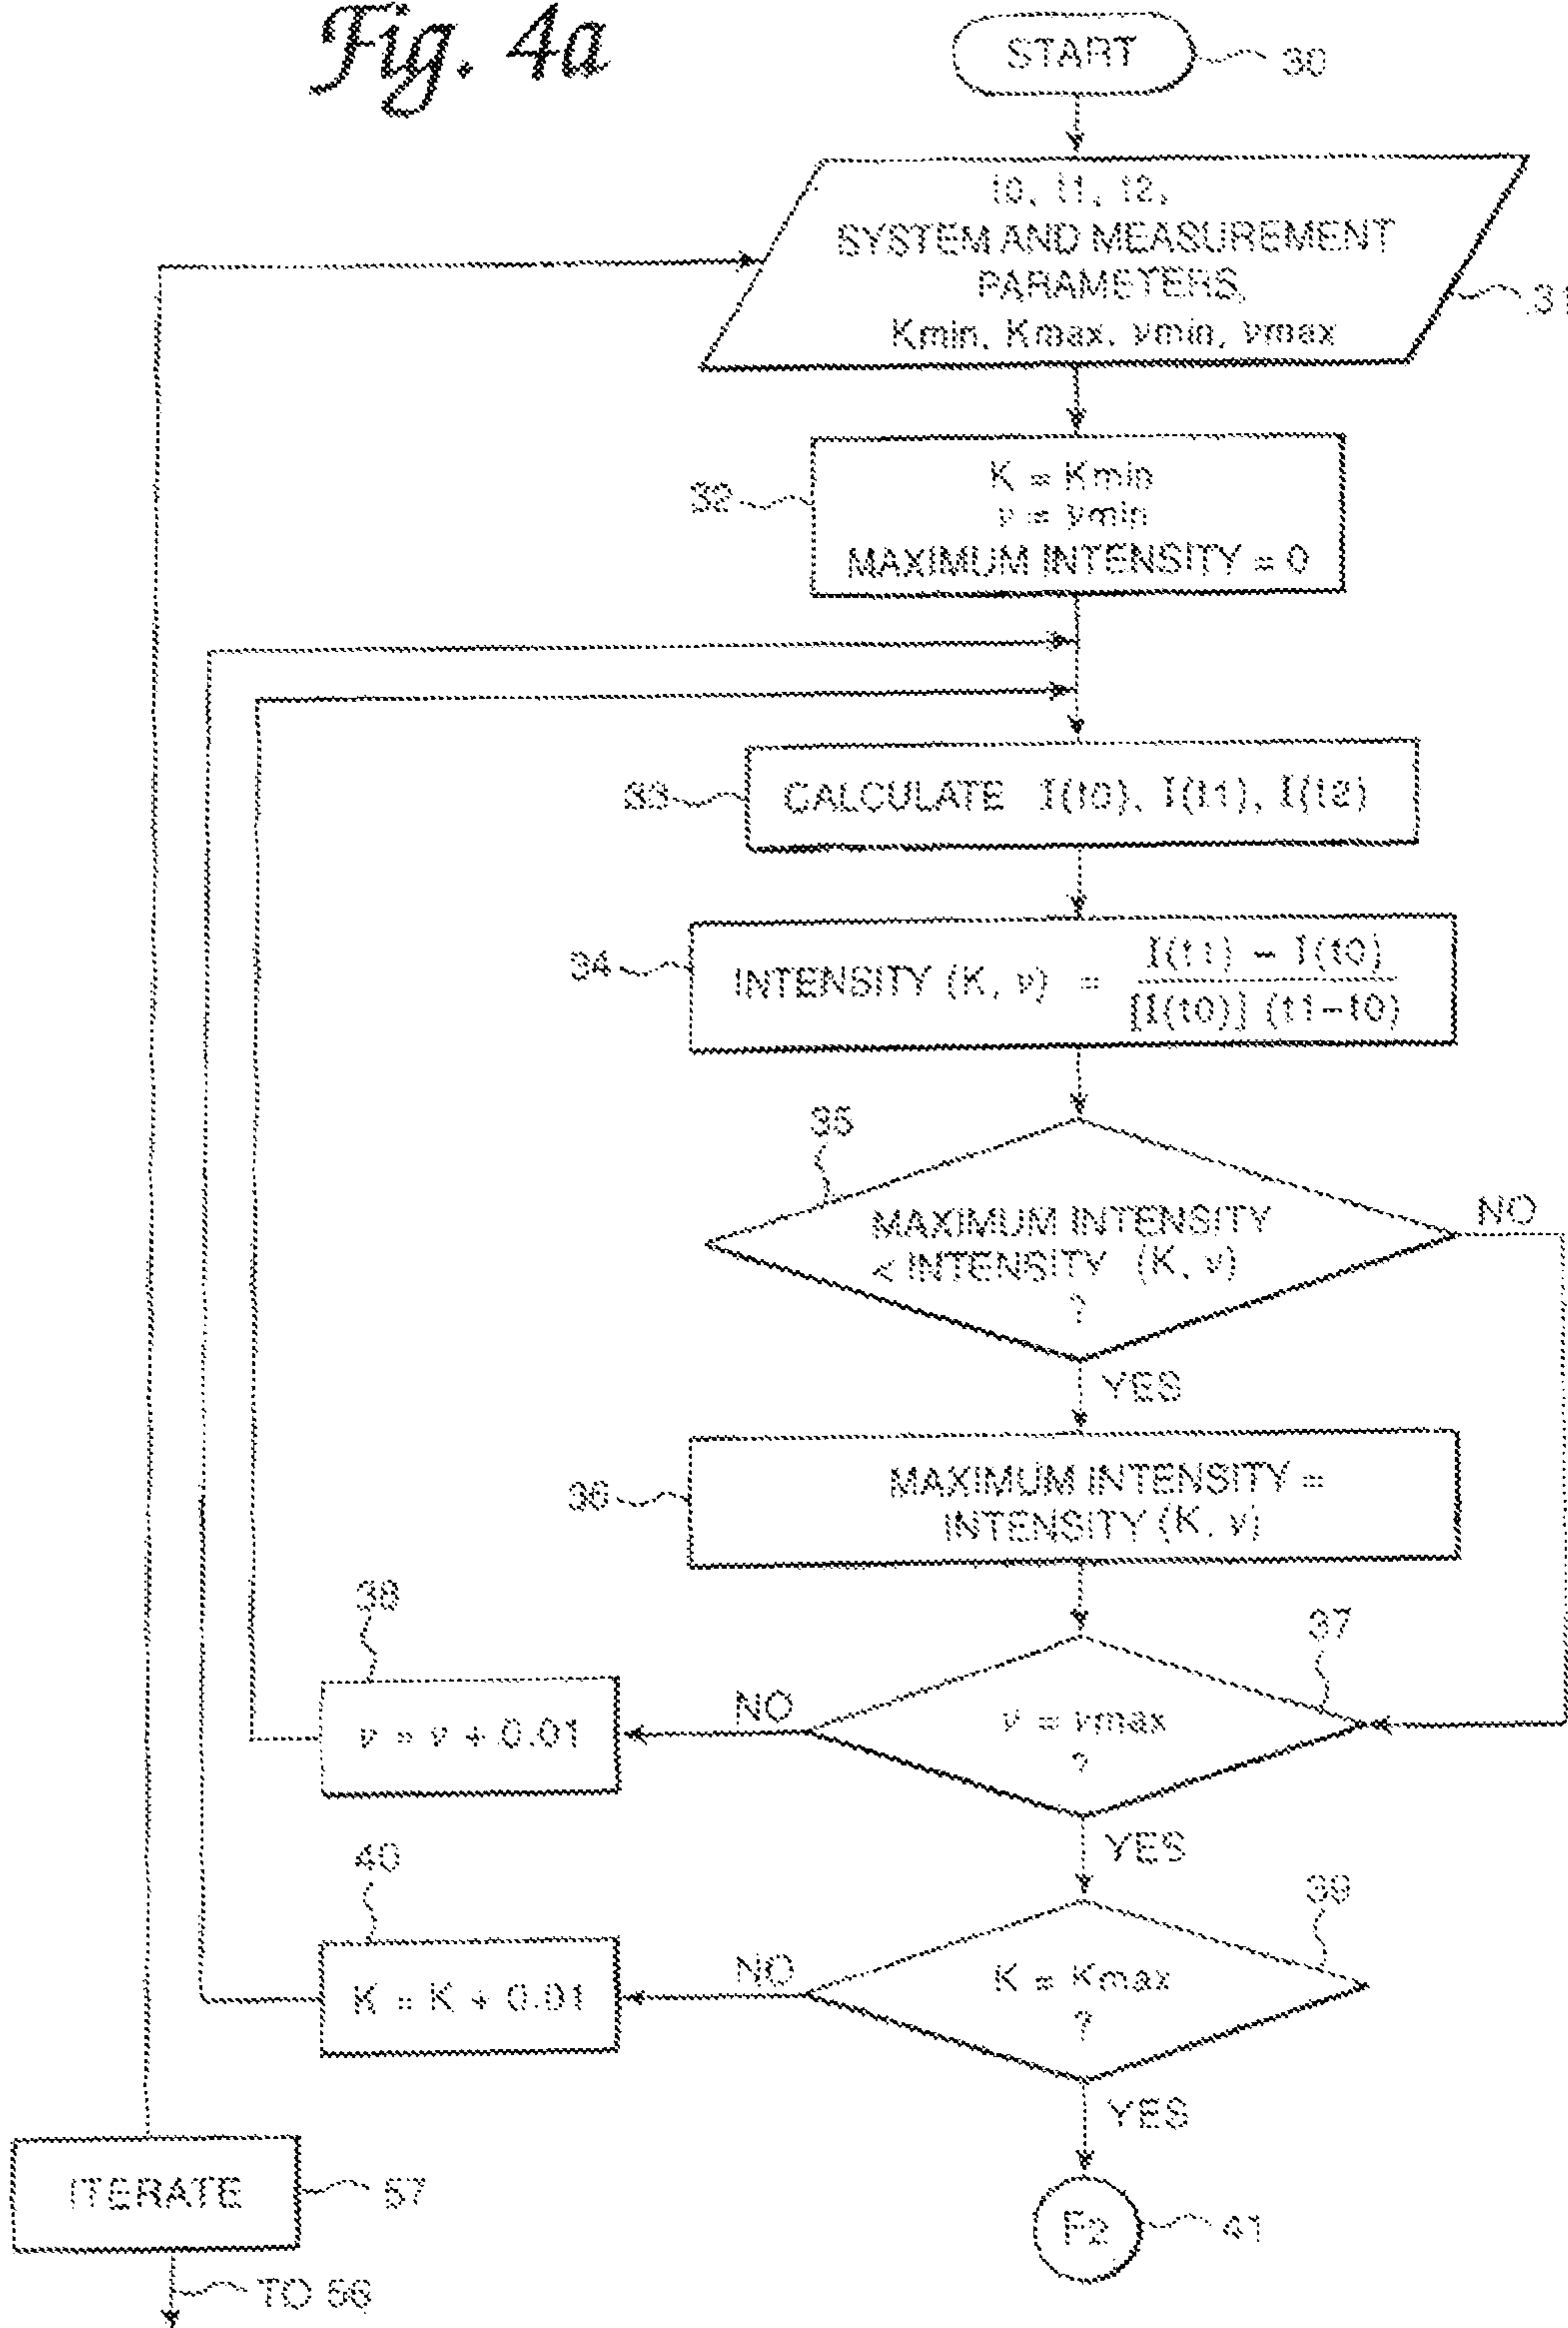 Fig. 4a
START
30
t0, t1, t2,
SYSTEM AND MEASUREMENT
PARAMETERS,
Kmin, Kmax, νmin, νmax
31
32
K = Kmin
ν = νmin
MAXIMUM INTENSITY = 0
33
CALCULATE I(t0), I(t1), I(t2)
34
INTENSITY (K, ν) =
I(t1) - I(t0)
[I(t0)] (t1-t0)
35
MAXIMUM INTENSITY
< INTENSITY (K, ν)
?
NO
YES
36
MAXIMUM INTENSITY =
INTENSITY (K, ν)
38
37
ν = ν + 0.01
NO
ν = νmax
?
YES
40
39
K = K + 0.01
NO
K = Kmax
?
YES
ITERATE
57
F2
41
TO 56